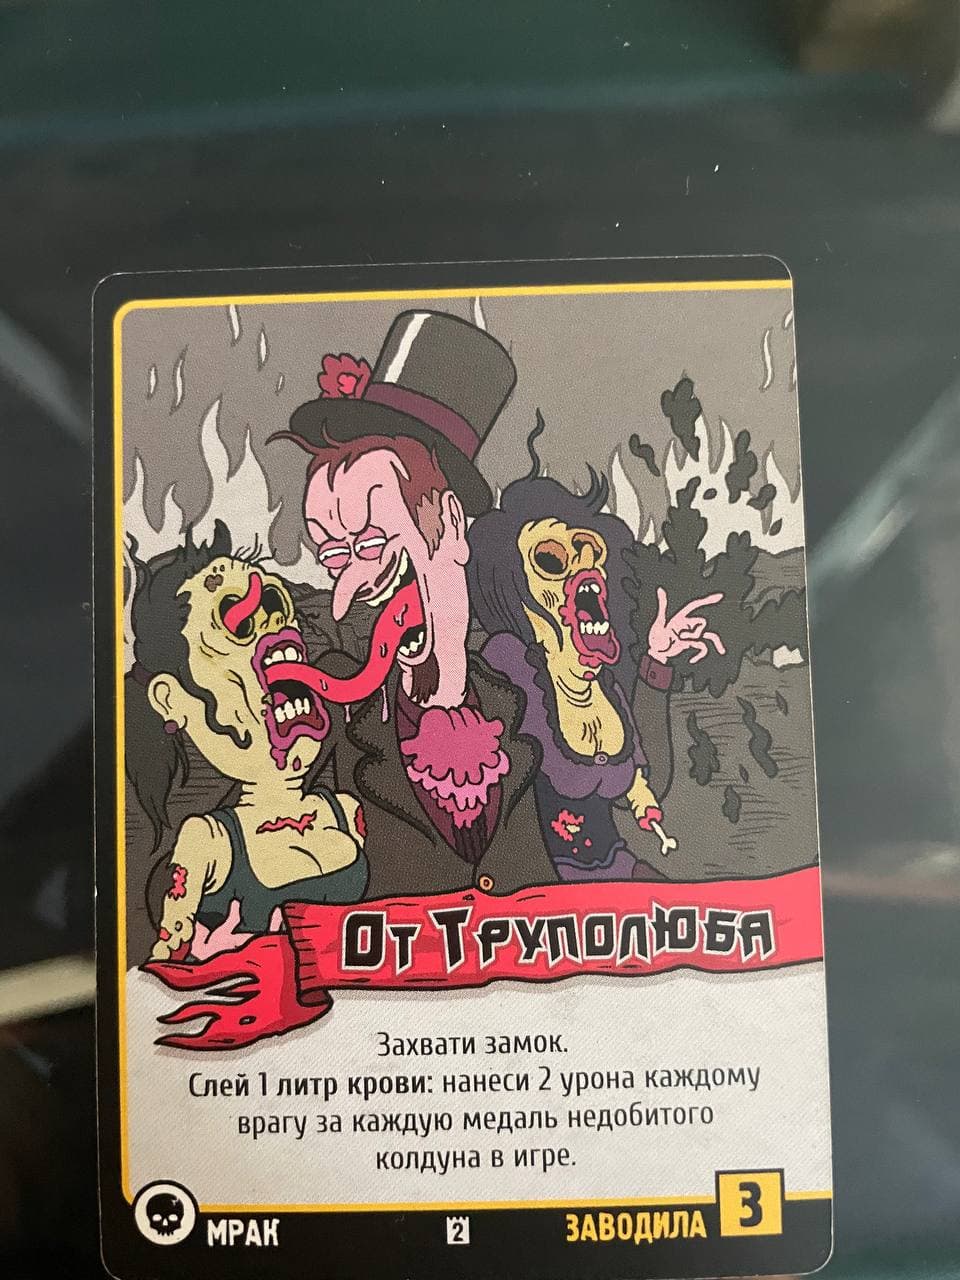 От Труполюба
Захвати замок.
Слей 1 литр крови: нанеси 2 урона каждому
врагу за каждую медаль недобитого
колдуна в игре.
МРАК 2 ЗАВОДИЛА 3